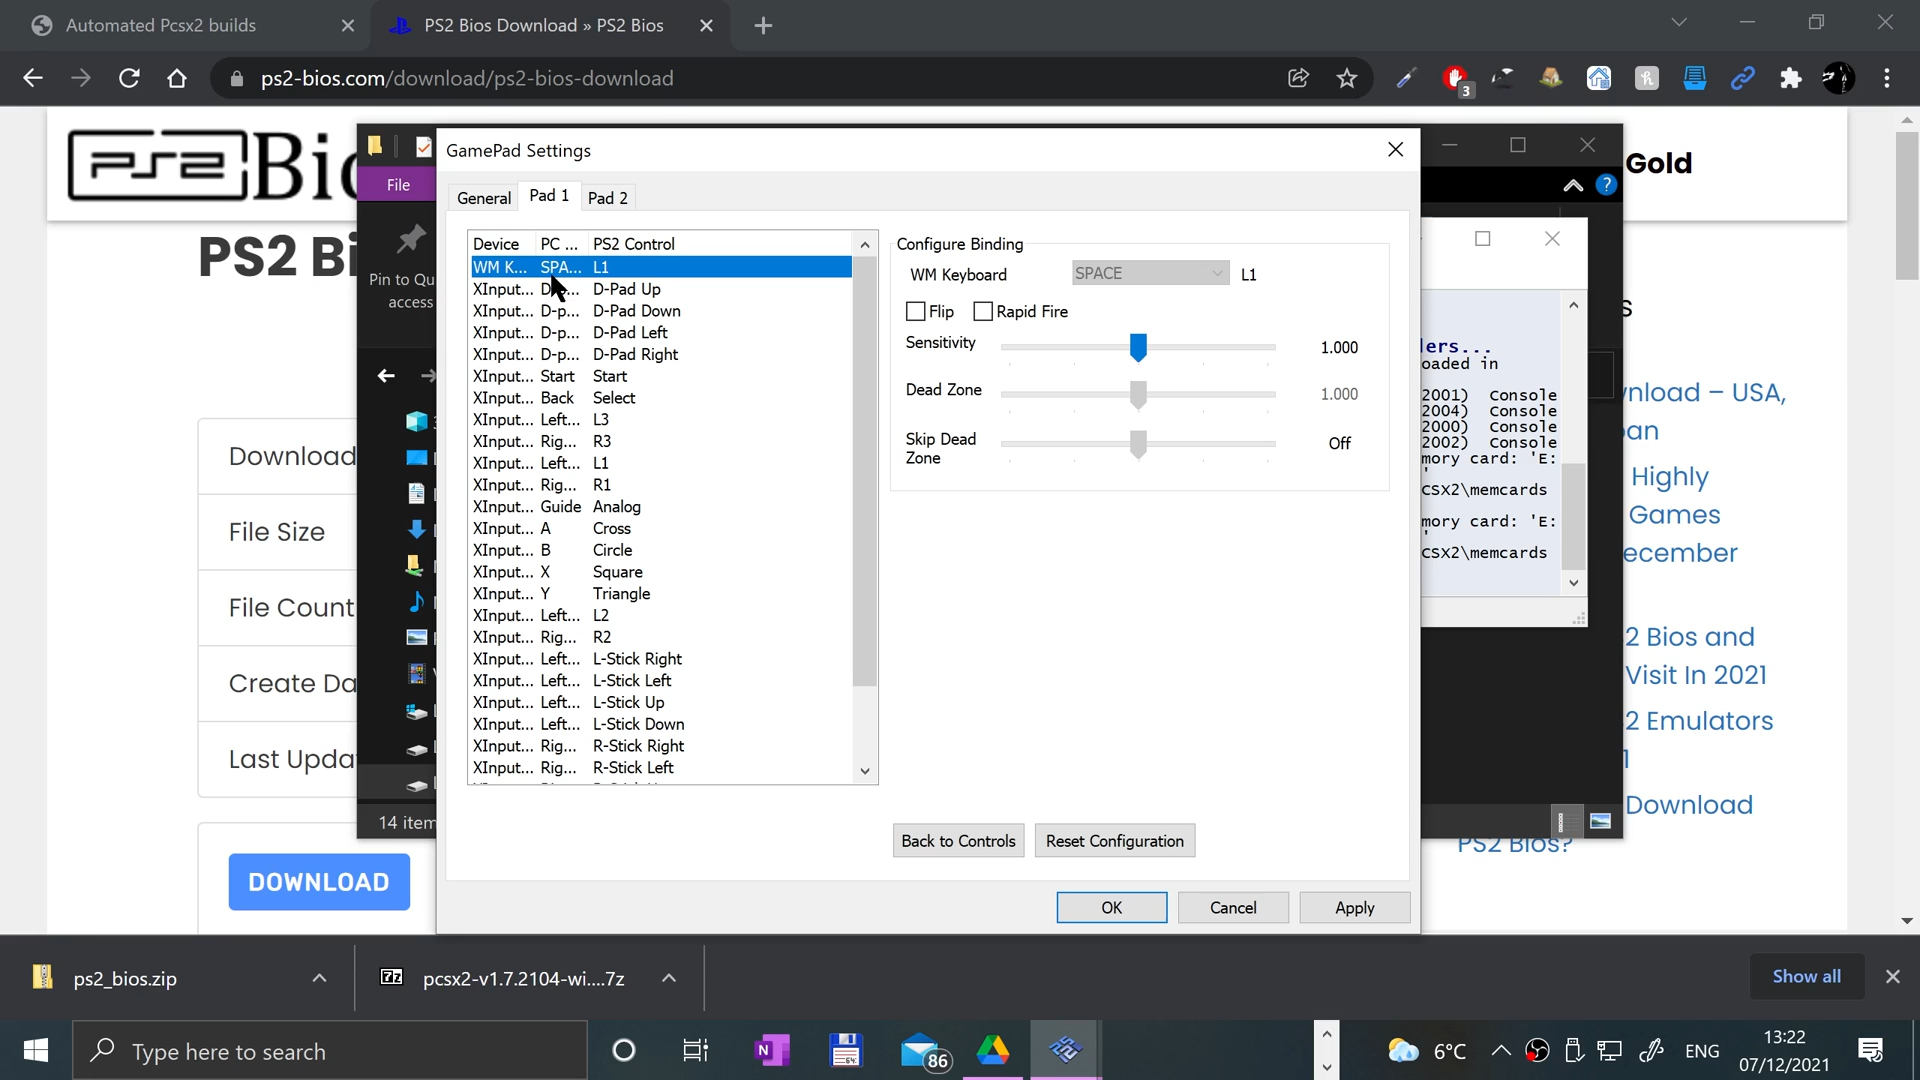 Automated Pcsx2 builds
PS2 Bios Download » PS2 Bios
ps2-bios.com/download/ps2-bios-download
3
PS2 Bio
Gold
PS2 Bi
File
Pin to Qu
access
GamePad Settings
General
Pad 1
Pad 2
Device PC ... PS2 Control
WM K... SPA... L1
XInput... D-p... D-Pad Up
XInput... D-p... D-Pad Down
XInput... D-p... D-Pad Left
XInput... D-p... D-Pad Right
XInput... Start Start
XInput... Back Select
XInput... Left... L3
XInput... Rig... R3
XInput... Left... L1
XInput... Rig... R1
XInput... Guide Analog
XInput... A Cross
XInput... B Circle
XInput... X Square
XInput... Y Triangle
XInput... Left... L2
XInput... Rig... R2
XInput... Left... L-Stick Right
XInput... Left... L-Stick Left
XInput... Left... L-Stick Up
XInput... Left... L-Stick Down
XInput... Rig... R-Stick Right
XInput... Rig... R-Stick Left
Configure Binding
WM Keyboard SPACE L1
Flip Rapid Fire
Sensitivity 1.000
Dead Zone 1.000
Skip Dead
Zone
Off
Back to Controls
Reset Configuration
OK
Cancel
Apply
ders...
oaded in
2001) Console
2004) Console
2000) Console
2002) Console
mory card: 'E:
'
CSX2\memcards
mory card: 'E:
'
CSX2\memcards
s
wnload – USA,
pan
Highly
Games
ecember
2 Bios and
Visit In 2021
2 Emulators
1
Download
PS2 Bios?
Download
File Size
File Count
Create Da
Last Upda
DOWNLOAD
14 item
ps2_bios.zip
7z
pcsx2-v1.7.2104-wi....7z
Show all
Type here to search
N
64
86
6°C
ENG
13:22
07/12/2021